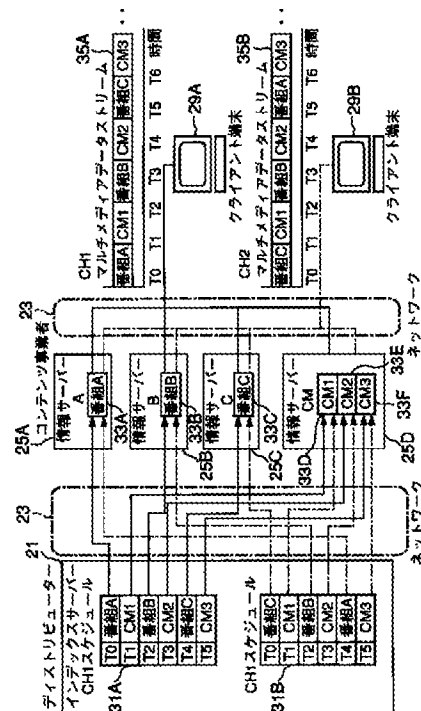 ディストリビューター
21
インデックスサーバー
CH1スケジュール
T0 番組A
T1 CM1
T2 番組B
T3 CM2
T4 番組C
T5 CM3
31A
CH1スケジュール
T0 番組C
T1 CM1
T2 番組B
T3 CM2
T4 番組A
T5 CM3
31B
23
ネットワーク
25A
コンテンツ事業者
情報サーバー
A
番組A
33A
情報サーバー
B
番組B
33B
25B
情報サーバー
C
番組C
33C
25C
情報サーバー
CM
CM1
CM2
CM3
33D
33E
33F
25D
23
ネットワーク
CH1
マルチメディアデータストリーム
35A
番組A CM1 番組B CM2 番組C CM3 ・・
T0 T1 T2 T3 T4 T5 T6 時間
29A
クライアント端末
CH2
マルチメディアデータストリーム
35B
番組C CM1 番組B CM2 番組A CM3 ・・
T0 T1 T2 T3 T4 T5 T6 時間
29B
クライアント端末